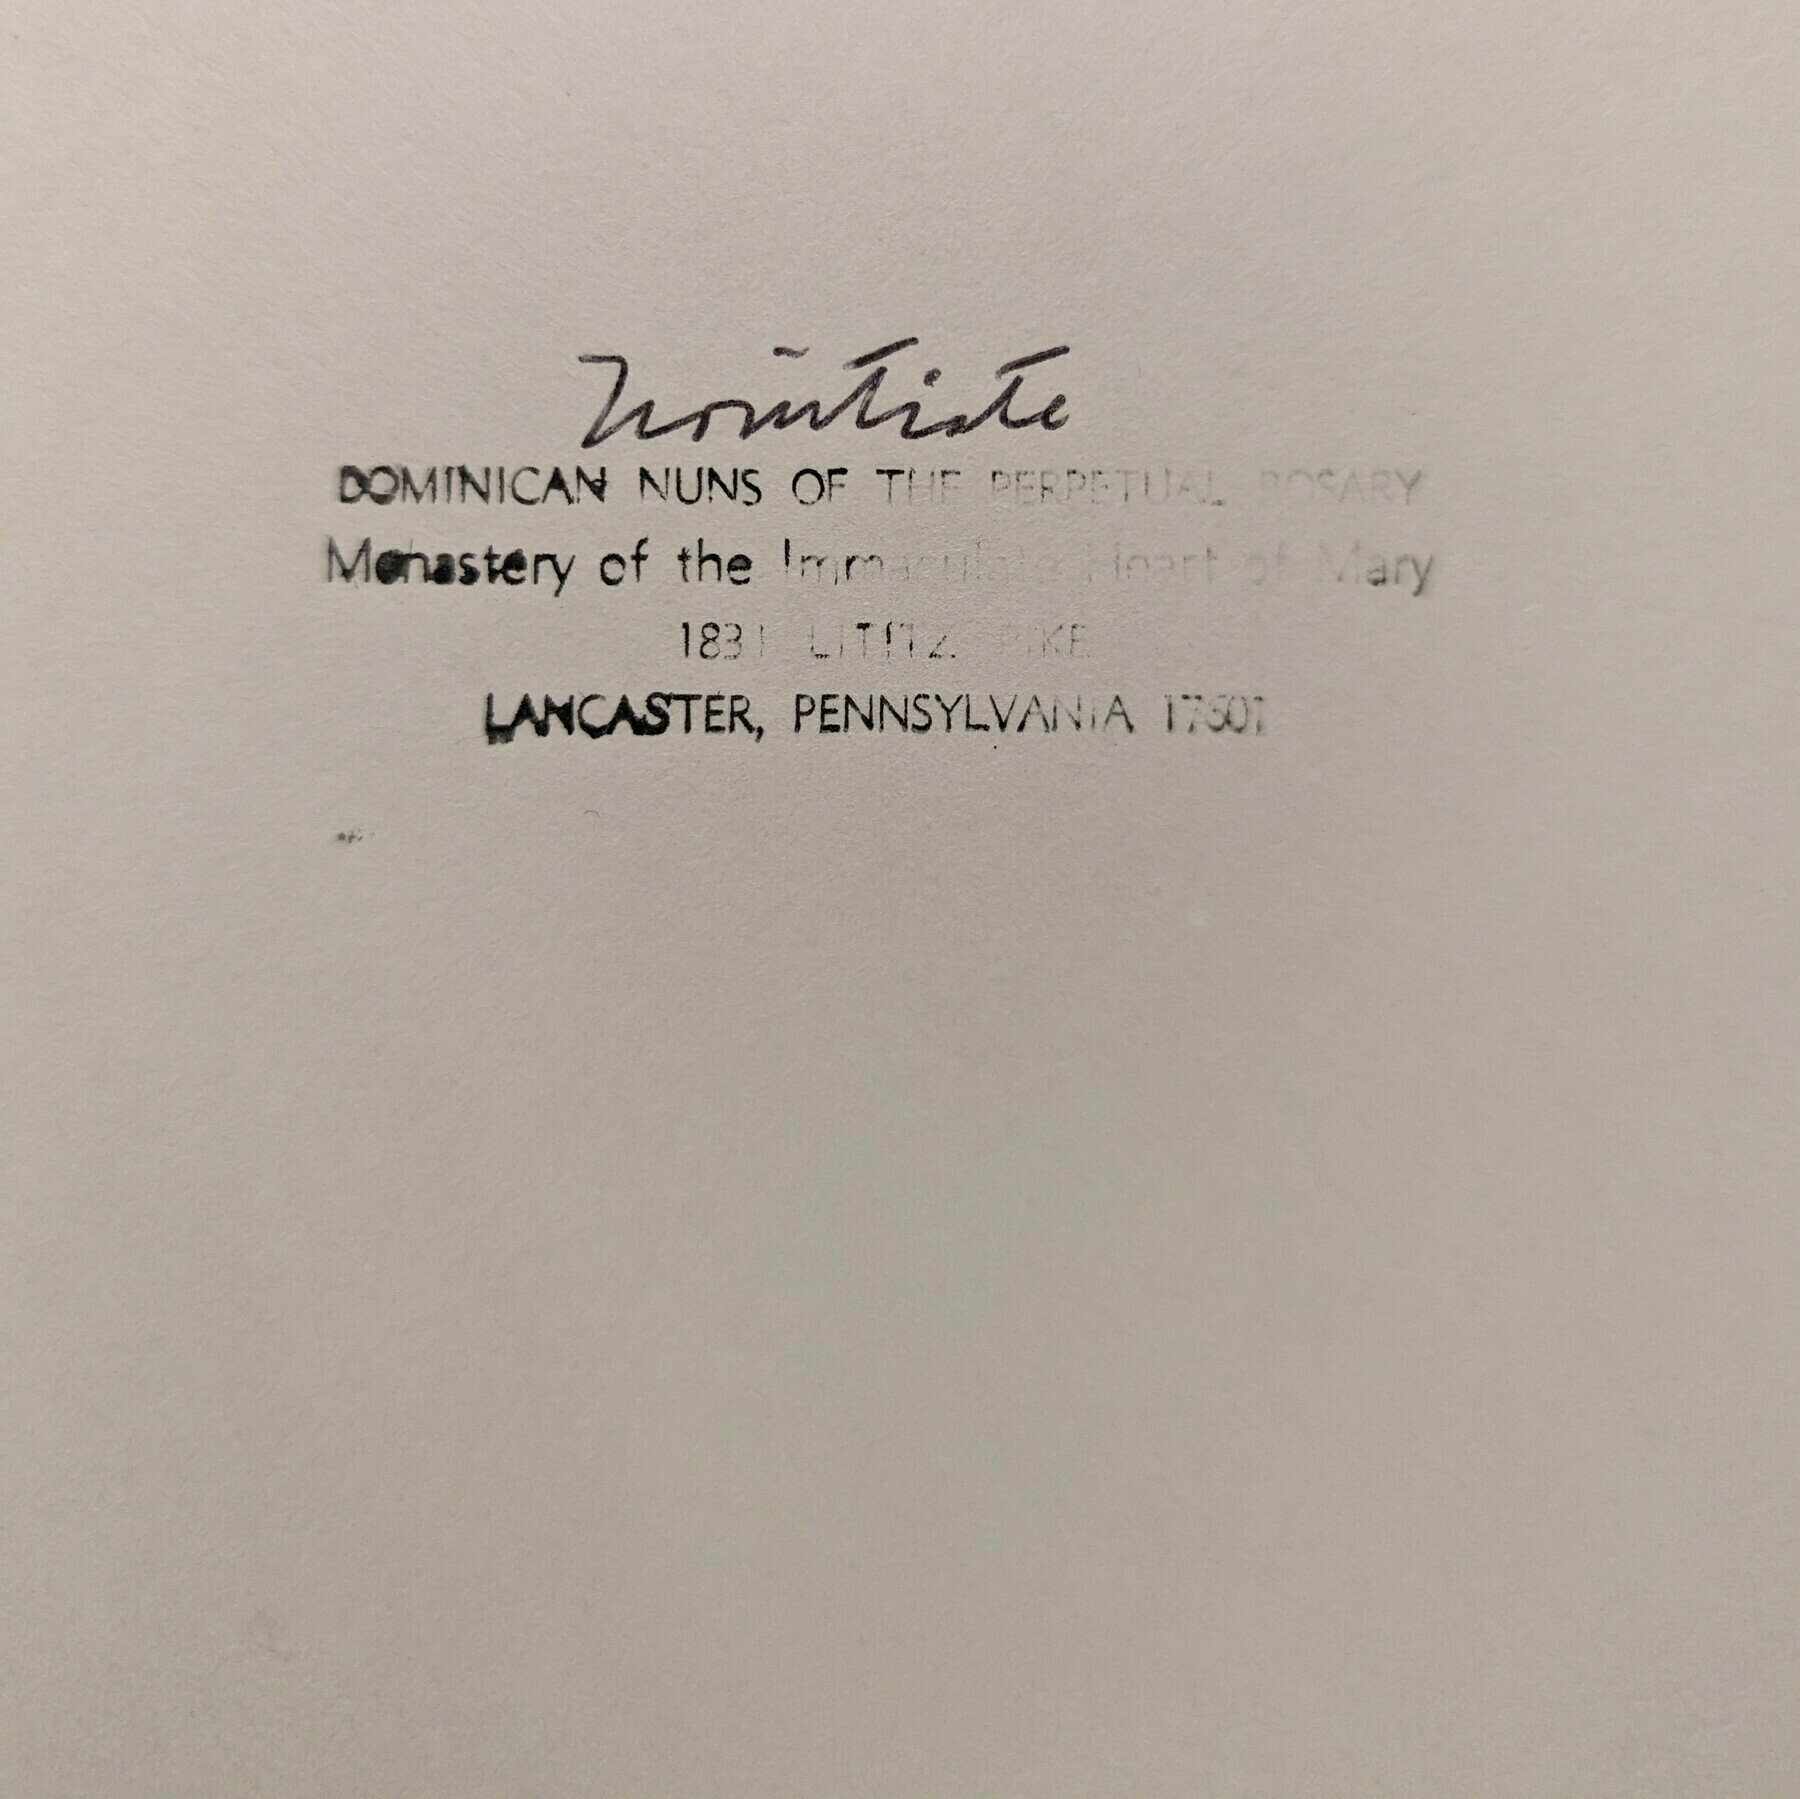 Novitiate
DOMINICAN NUNS OF THE PERPETUAL ROSARY
Monastery of the Immaculate Heart of Mary
1831 LITITZ PIKE
LANCASTER, PENNSYLVANIA 17601